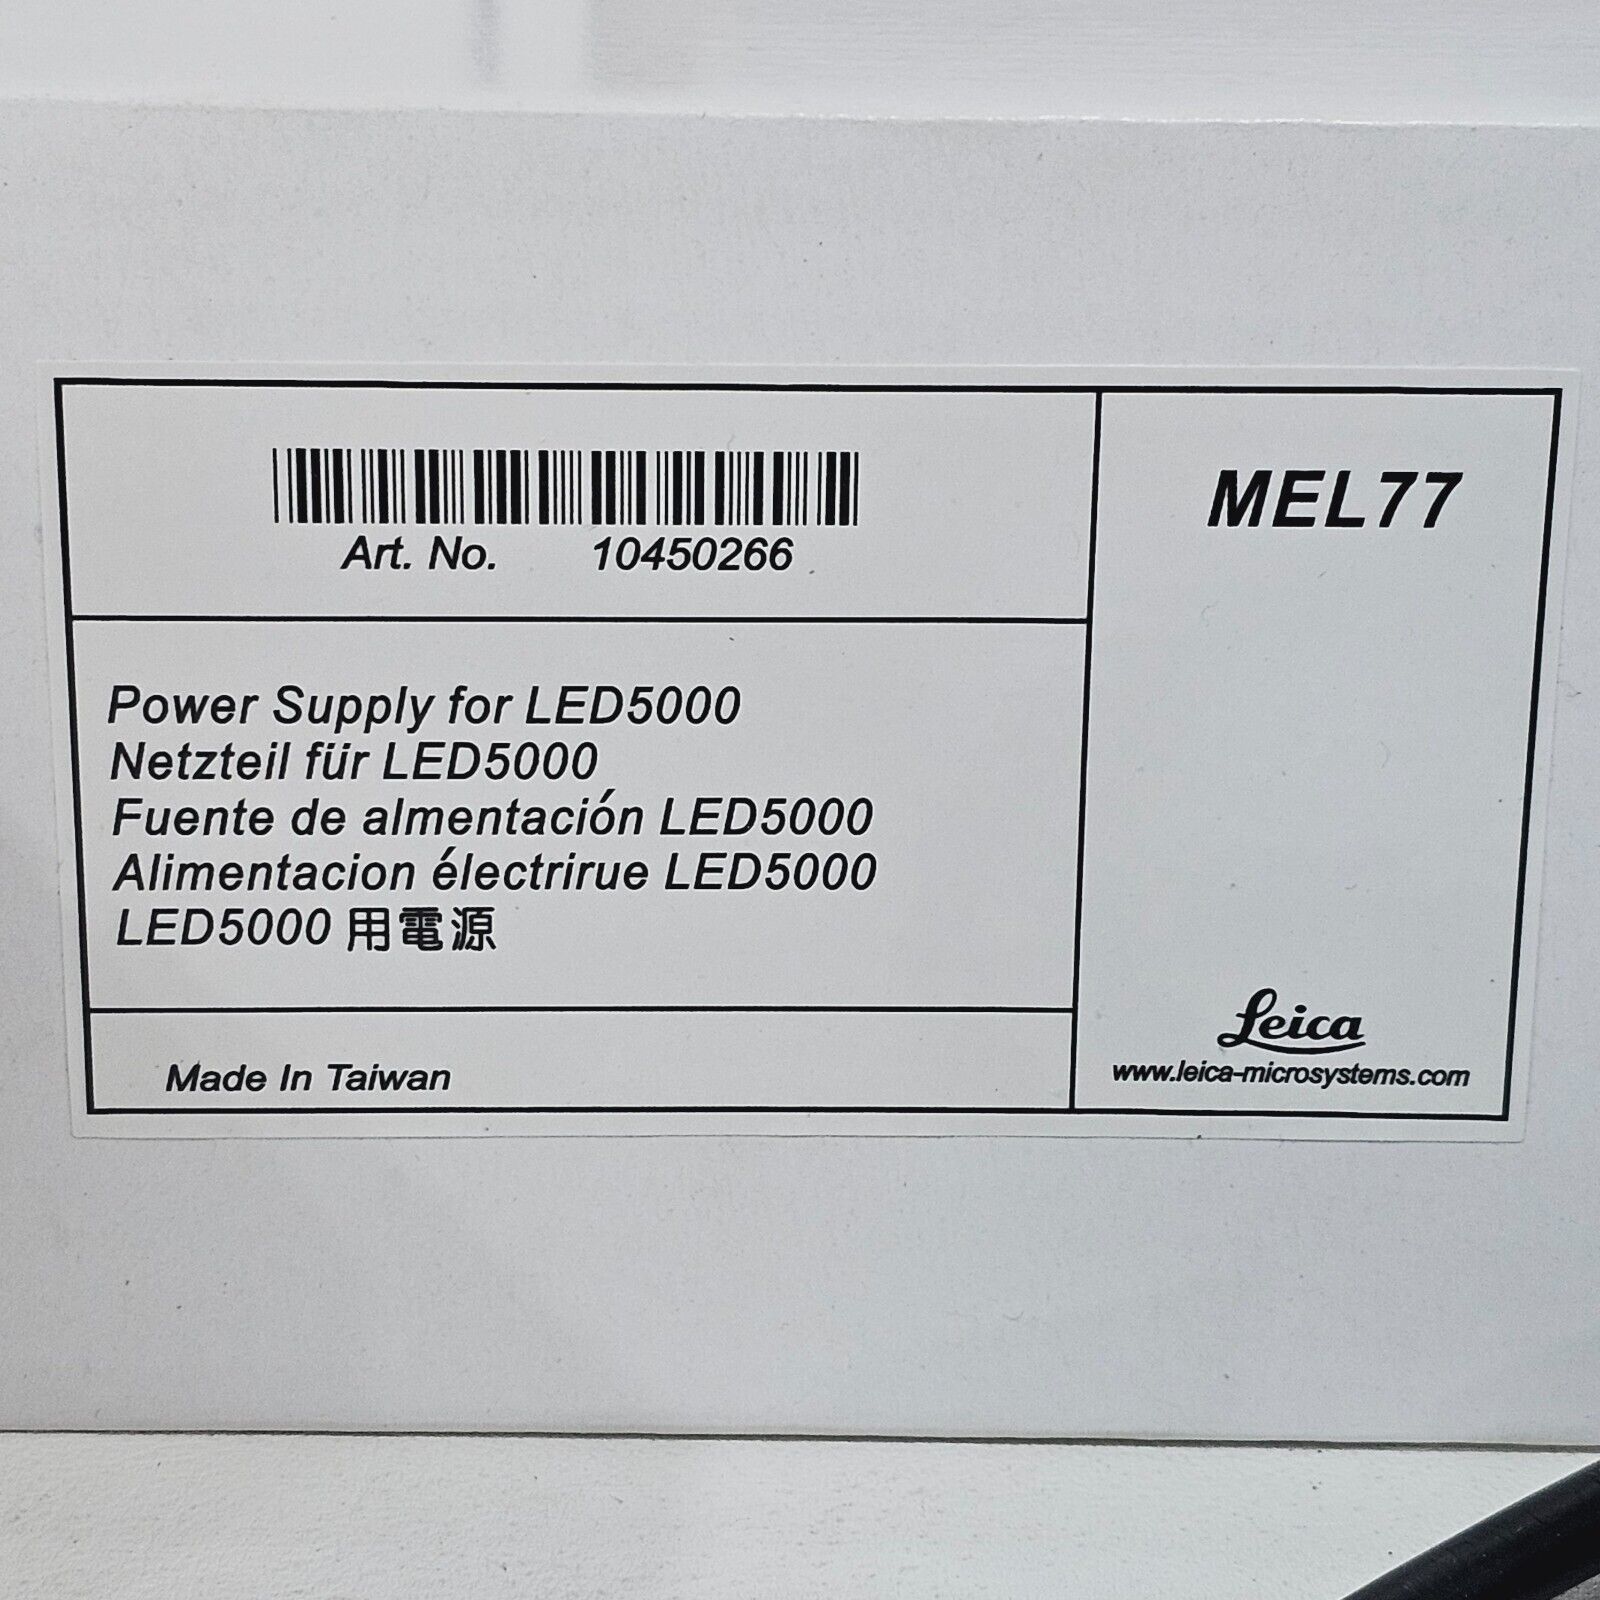 Art. No. 10450266
MEL77
Power Supply for LED5000
Netzteil für LED5000
Fuente de almentación LED5000
Alimentacion électrirue LED5000
LED5000 用電源
Made In Taiwan
Leica
www.leica-microsystems.com